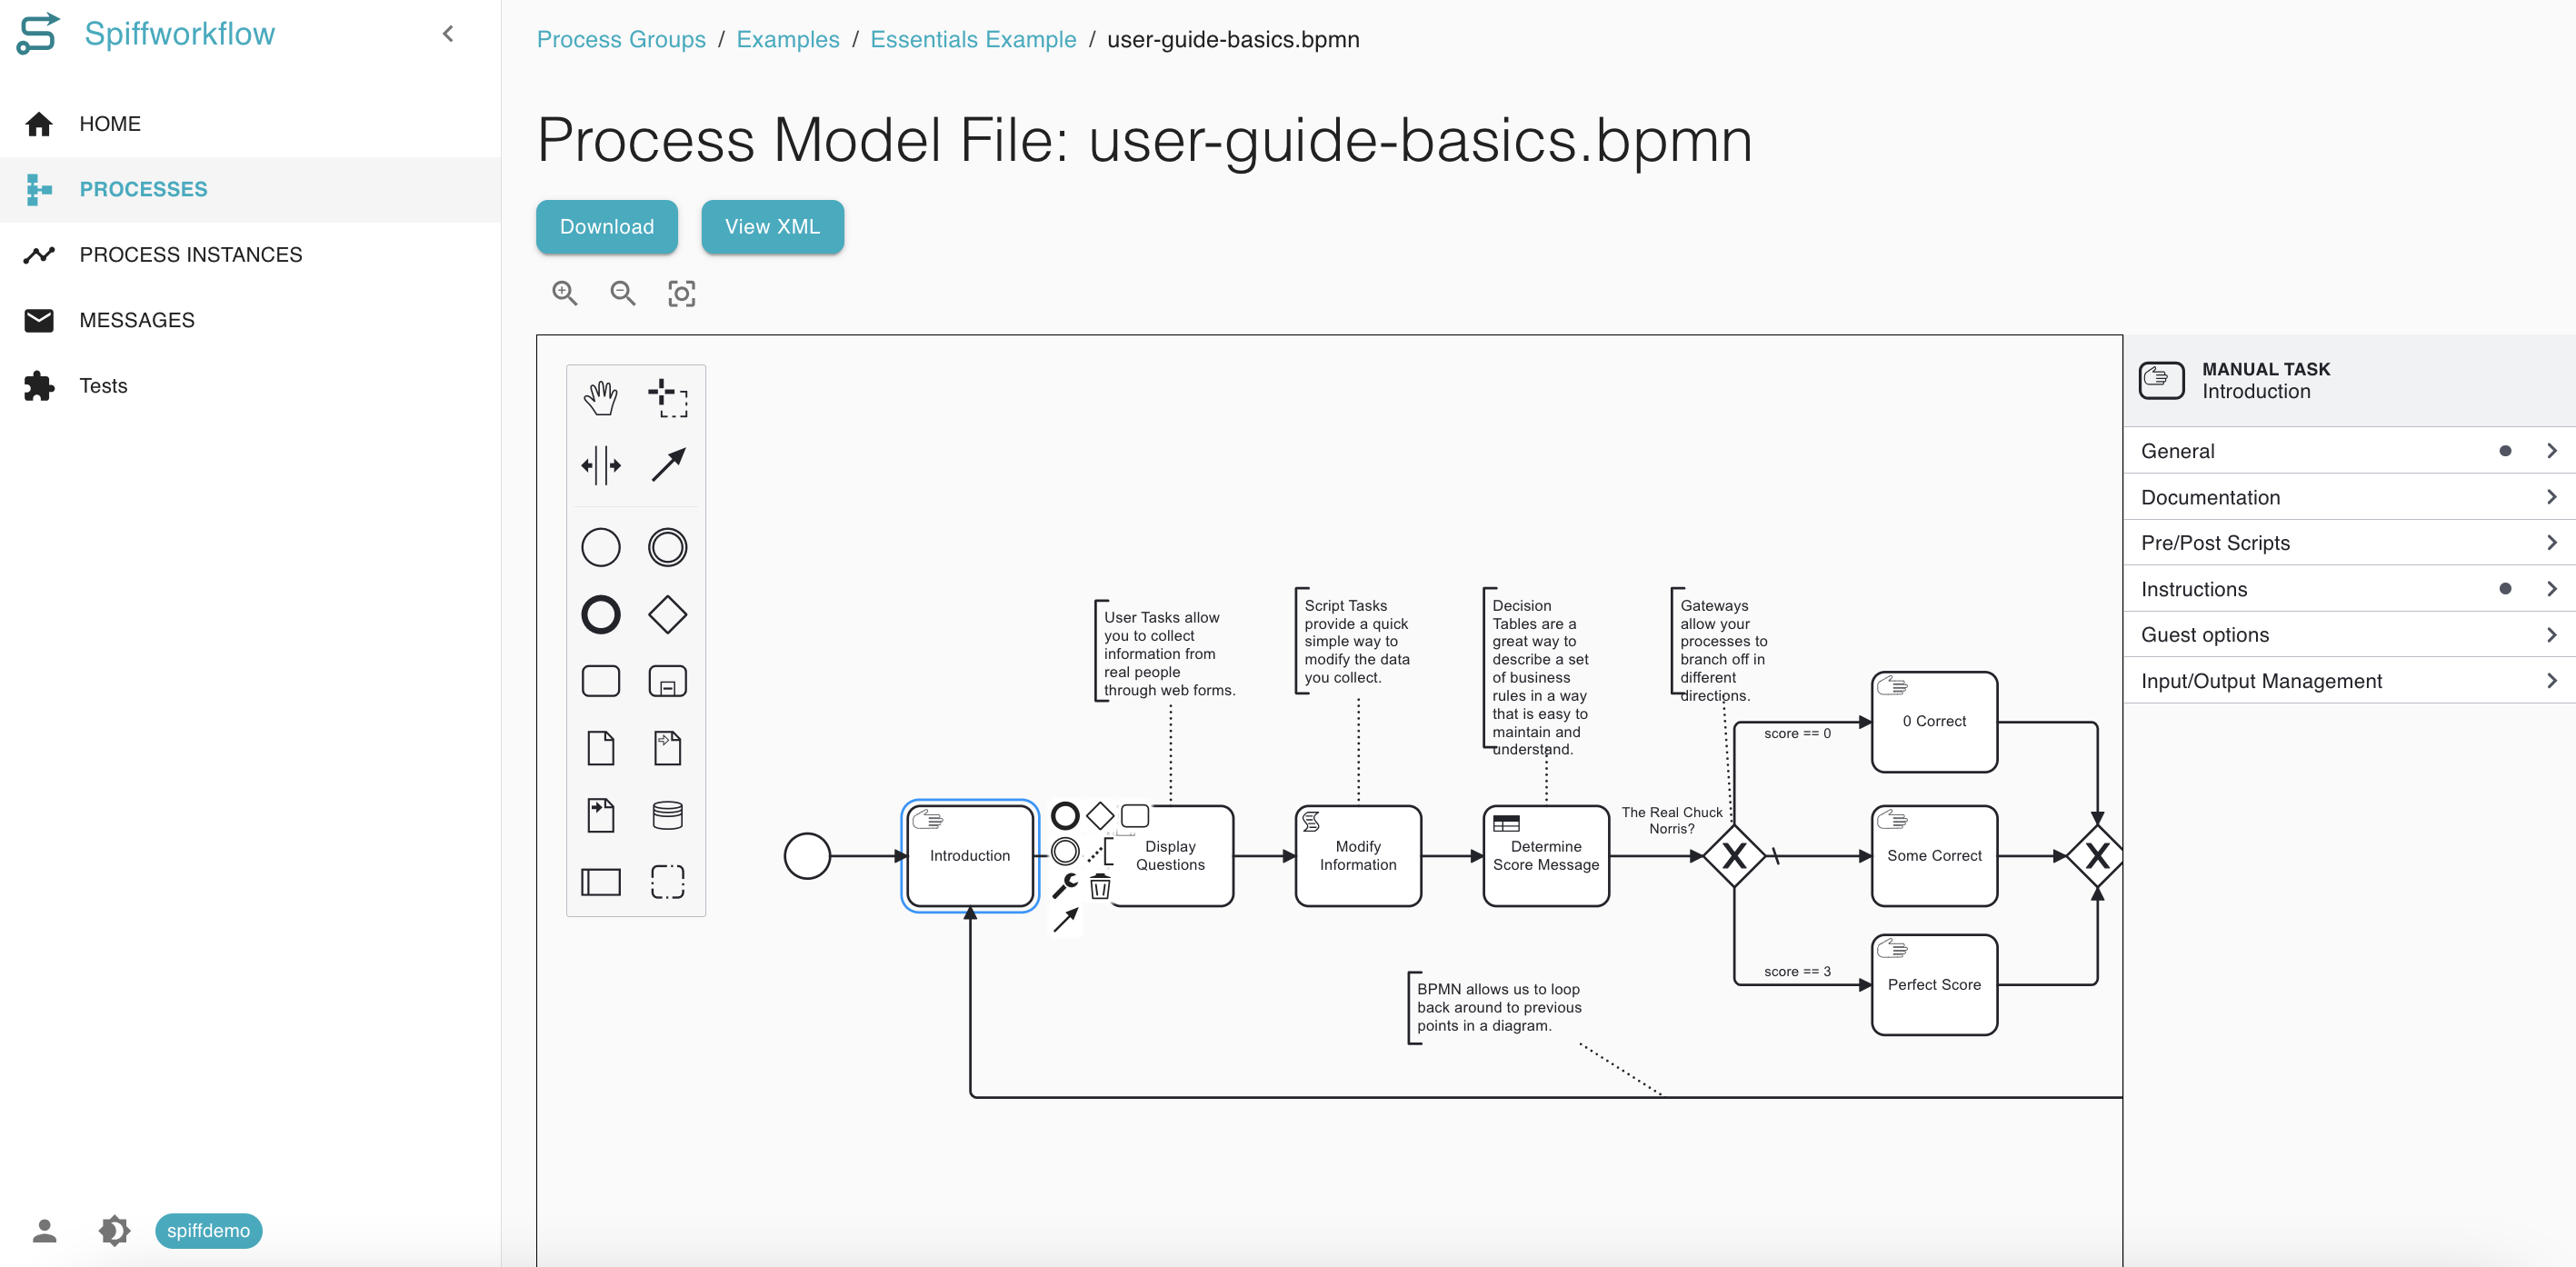 Spiffworkflow
HOME
PROCESSES
PROCESS INSTANCES
MESSAGES
Tests
spiffdemo
Process Groups / Examples / Essentials Example / user-guide-basics.bpmn
Process Model File: user-guide-basics.bpmn
Download
View XML
User Tasks allow
you to collect
information from
real people
through web forms.
Script Tasks
provide a quick
simple way to
modify the data
you collect.
Decision
Tables are a
great way to
describe a set
of business
rules in a way
that is easy to
maintain and
understand.
Gateways
allow your
processes to
branch off in
different
directions.
Introduction
Display
Questions
Modify
Information
Determine
Score Message
The Real Chuck
Norris?
score == 0
0 Correct
Some Correct
score == 3
Perfect Score
BPMN allows us to loop
back around to previous
points in a diagram.
MANUAL TASK
Introduction
General
Documentation
Pre/Post Scripts
Instructions
Guest options
Input/Output Management